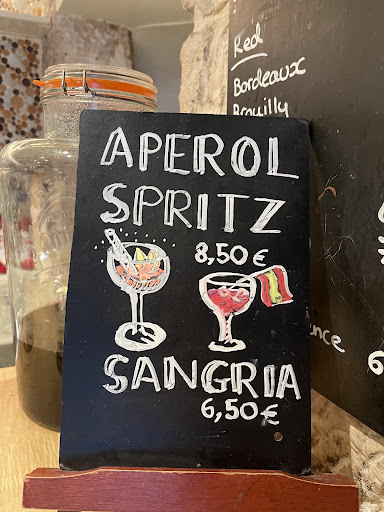 APEROL
SPRITZ
8,50 €
SANGRIA
6,50 €
Red
Bordeaux
Brouilly